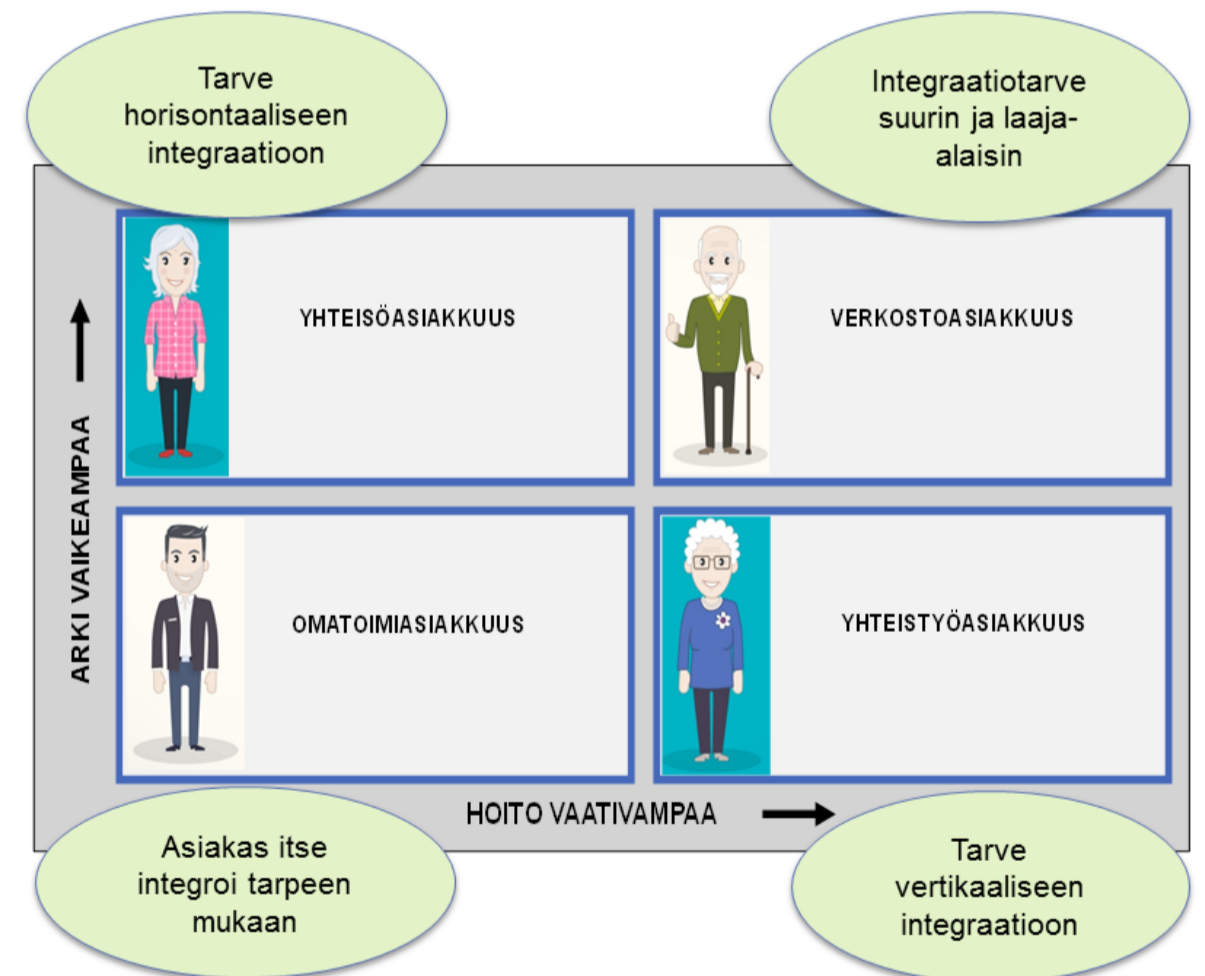 Tarve
horisontaaliseen
integraatioon
Integraatiotarve
suurin ja laaja-
alaisin
YHTEISÖASIAKKUUS
VERKOSTOASIAKKUUS
ARKI VAIKEAMPAA
OMATOIMIASIAKKUUS
YHTEISTYÖASIAKKUUS
HOITO VAATIVAMPAA
Asiakas itse
integroi tarpeen
mukaan
Tarve
vertikaaliseen
integraatioon